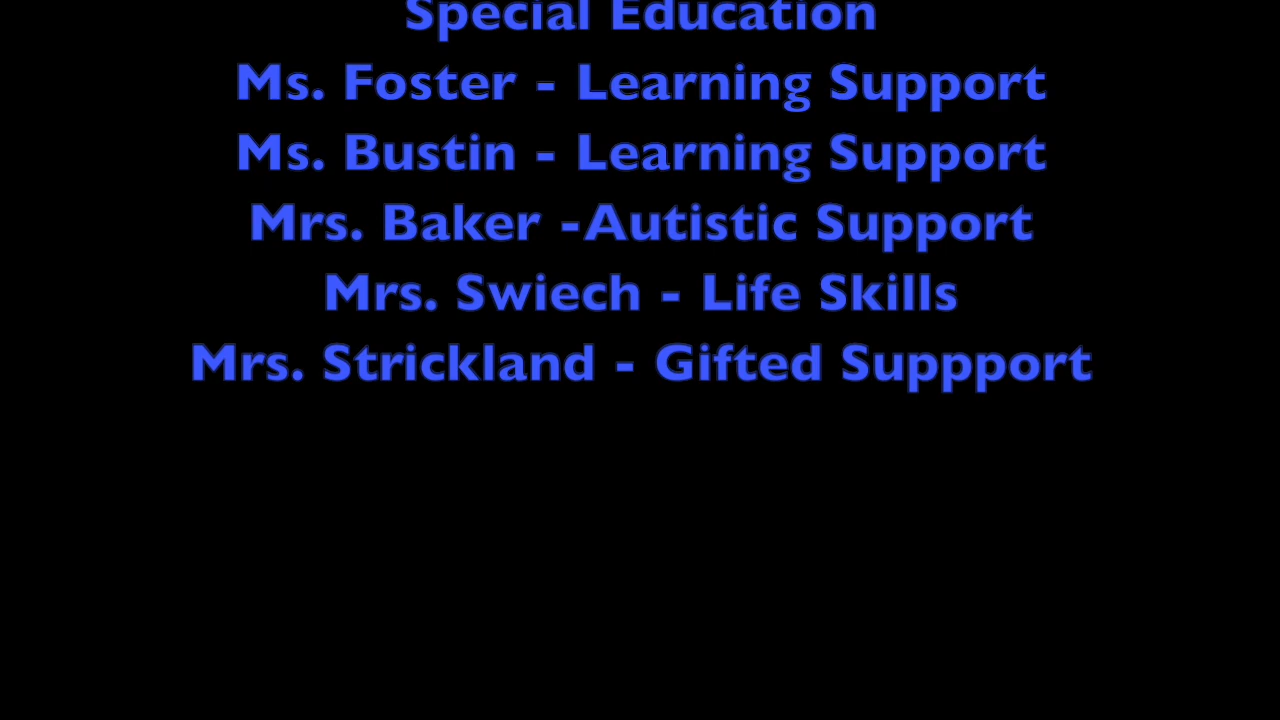 Special Education
Ms. Foster - Learning Support
Ms. Bustin - Learning Support
Mrs. Baker -Autistic Support
Mrs. Swiech - Life Skills
Mrs. Strickland - Gifted Suppport